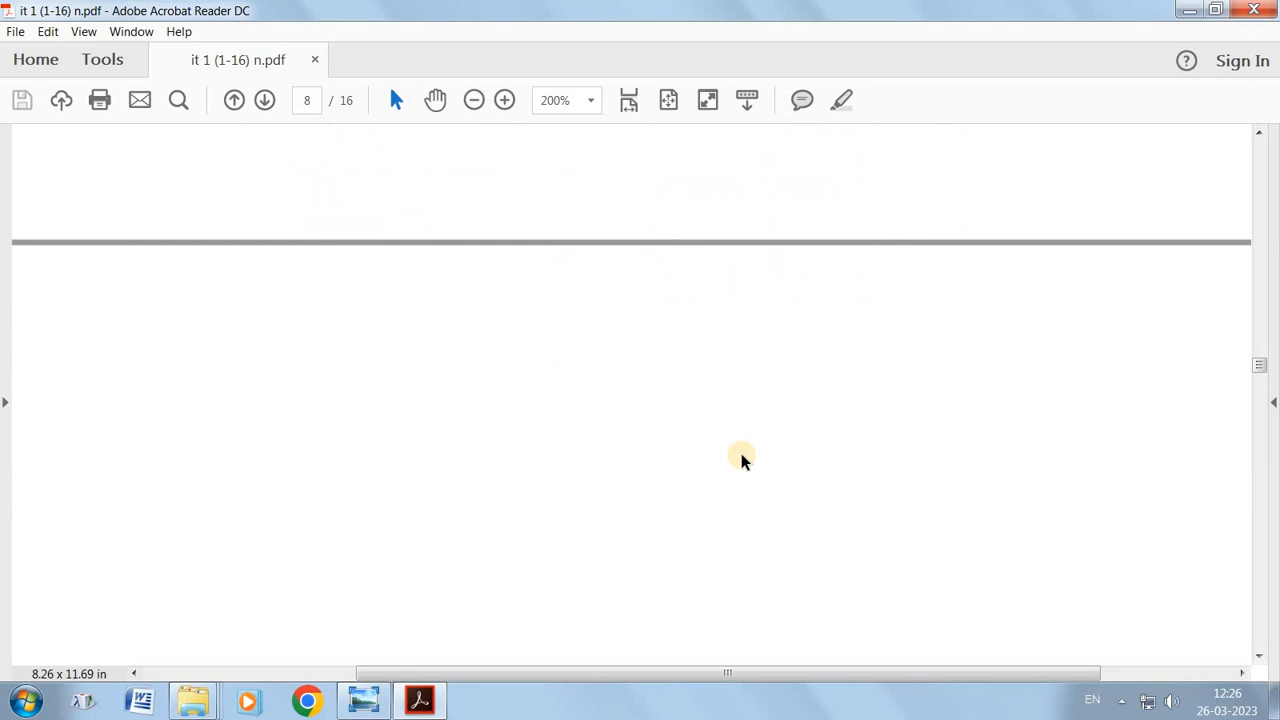 it 1 (1-16) n.pdf - Adobe Acrobat Reader DC
File Edit View Window Help
Home Tools it 1 (1-16) n.pdf × ? Sign In
8 / 16 200%
8.26 x 11.69 in
EN 12:26
26-03-2023